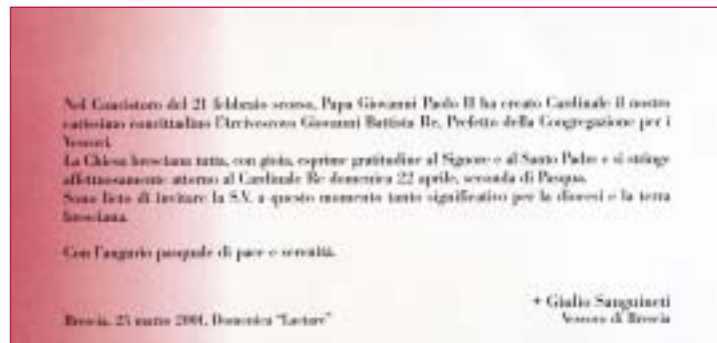 Nel Concistoro del 21 febbraio scorso, Papa Giovanni Paolo II ha creato Cardinale il nostro
carissimo concittadino l'Arcivescovo Giovanni Battista Re, Prefetto della Congregazione per i
Vescovi.
La Chiesa bresciana tutta, con gioia, esprime gratitudine al Signore e al Santo Padre e si stringe
affettuosamente attorno al Cardinale Re domenica 22 aprile, seconda di Pasqua.
Sono lieto di invitare la S.V. a questo momento tanto significativo per la diocesi e la terra
bresciana.
Con l'augurio pasquale di pace e serenità.
+ Giulio Sanguineti
Vescovo di Brescia
Brescia, 25 marzo 2001, Domenica "Laetare"